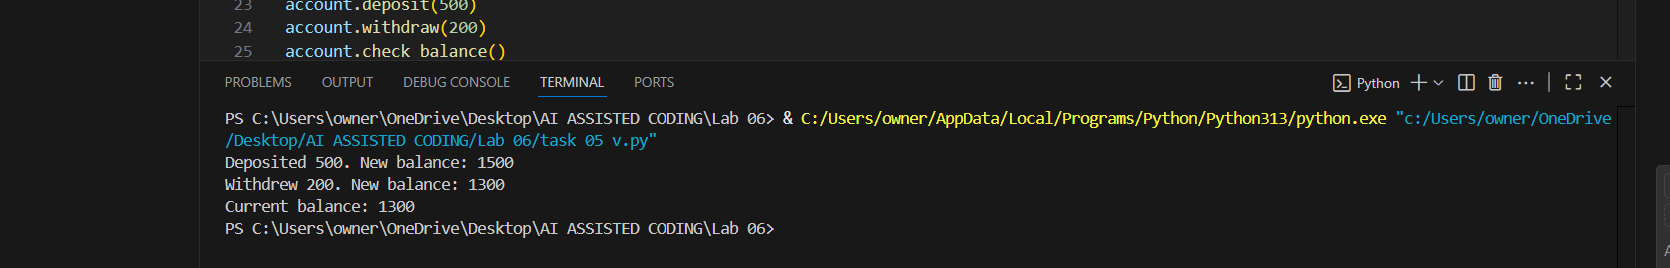 23 account.deposit(500)
24 account.withdraw(200)
25 account.check_balance()
PROBLEMS OUTPUT DEBUG CONSOLE TERMINAL PORTS Python
PS C:\Users\owner\OneDrive\Desktop\AI ASSISTED CODING\Lab 06> & C:/Users/owner/AppData/Local/Programs/Python/Python313/python.exe "c:/Users/owner/OneDrive
/Desktop/AI ASSISTED CODING/Lab 06/task 05 v.py"
Deposited 500. New balance: 1500
Withdrew 200. New balance: 1300
Current balance: 1300
PS C:\Users\owner\OneDrive\Desktop\AI ASSISTED CODING\Lab 06>